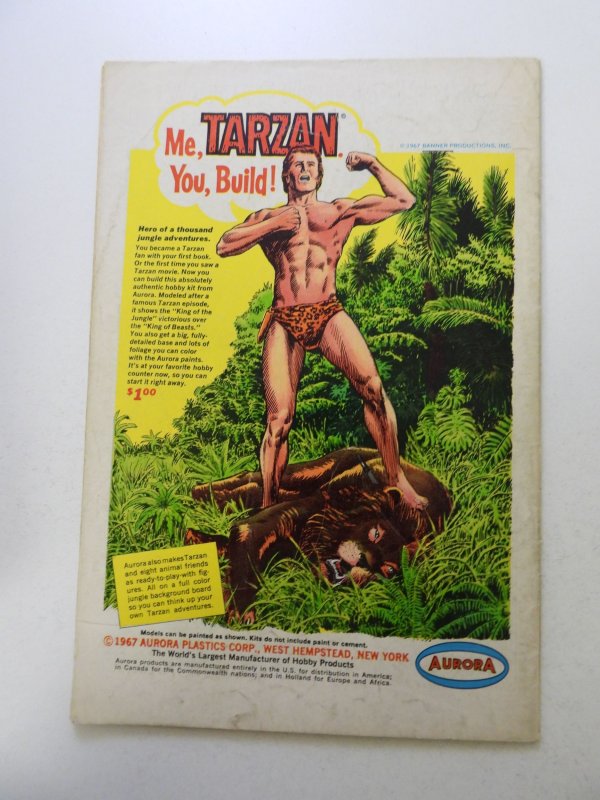 Me, TARZAN.®
You, Build!
© 1967 BANNER PRODUCTIONS, INC.
Hero of a thousand
jungle adventures.
You became a Tarzan
fan with your first book.
Or the first time you saw a
Tarzan movie. Now you
can build this absolutely
authentic hobby kit from
Aurora. Modeled after a
famous Tarzan episode,
it shows the "King of the
Jungle" victorious over
the "King of Beasts."
You also get a big, fully-
detailed base and lots of
foliage you can color
with the Aurora paints.
It's at your favorite hobby
counter now, so you can
start it right away.
$1.00
Aurora also makes Tarzan
and eight animal friends
as ready-to-play-with fig-
ures. All on a full color
jungle background board
so you can think up your
own Tarzan adventures.
Models can be painted as shown. Kits do not include paint or cement.
©1967 AURORA PLASTICS CORP., WEST HEMPSTEAD, NEW YORK
The World's Largest Manufacturer of Hobby Products
Aurora products are manufactured entirely in the U.S. for distribution in America;
in Canada for the Commonwealth nations; and in Holland for Europe and Africa.
AURORA